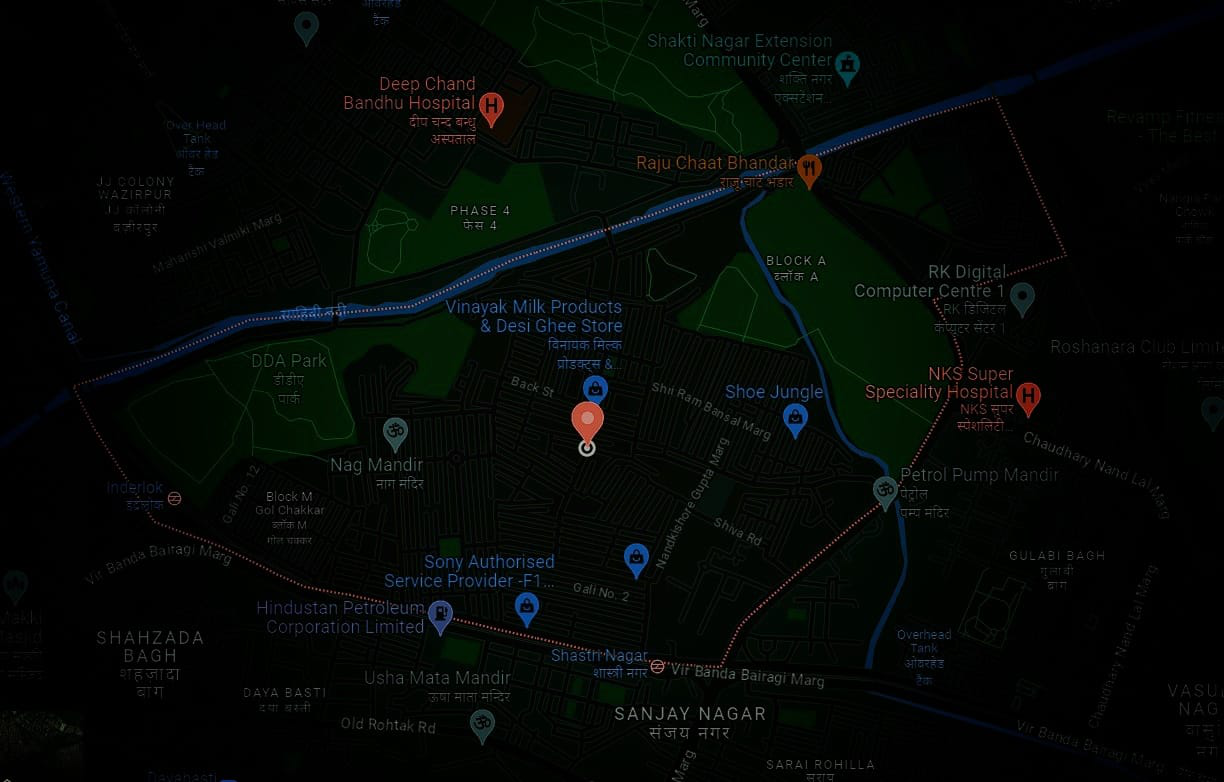 ओवरहेड
टैंक
Shakti Nagar Extension
Community Center
शक्ति नगर
एक्सटेंशन...
Deep Chand
Bandhu Hospital
दीप चन्द बन्धु
अस्पताल
Over Head
Tank
ओवर हेड
टैंक
Revamp Fitne
The Best
Raju Chaat Bhandar
राजू चाट भंडार
JJ COLONY
WAZIRPUR
जे जे कॉलोनी
वज़ीरपुर
Western Yamuna Canal
Maharishi Valmiki Marg
PHASE 4
फेस 4
BLOCK A
ब्लॉक A
RK Digital
Computer Centre 1
RK डिजिटल
कंप्यूटर सेंटर 1
Vinayak Milk Products
& Desi Ghee Store
विनायक मिल्क
प्रोडक्ट्स &...
DDA Park
डीडीए
पार्क
Roshanara Club Limit
NKS Super
Speciality Hospital
NKS सुपर
स्पेशलिटी...
Back St
Shri Ram Bansal Marg
Shoe Jungle
Chaudhary Nand Lal Marg
Nag Mandir
नाग मंदिर
Petrol Pump Mandir
पेट्रोल
पम्प मंदिर
Inderlok
इंद्रलोक
Gali No. 12
Block M
Gol Chakkar
ब्लॉक M
गोल चक्कर
Nandkishore Gupta Marg
Shiva Rd
Vir Banda Bairagi Marg
GULABI BAGH
गुलाबी
बाग
Sony Authorised
Service Provider -F1...
Gali No. 2
Hindustan Petroleum
Corporation Limited
SHAHZADA
BAGH
शहजादा
बाग
Overhead
Tank
ओवरहेड
टैंक
Chaudhary Nand Lal Marg
Shastri Nagar
शास्त्री नगर
Vir Banda Bairagi Marg
Usha Mata Mandir
ऊषा माता मन्दिर
DAYA BASTI
दया बस्ती
Old Rohtak Rd
SANJAY NAGAR
संजय नगर
Vir Banda Bairagi Marg
SARAI ROHILLA
Marg
Dayabasti